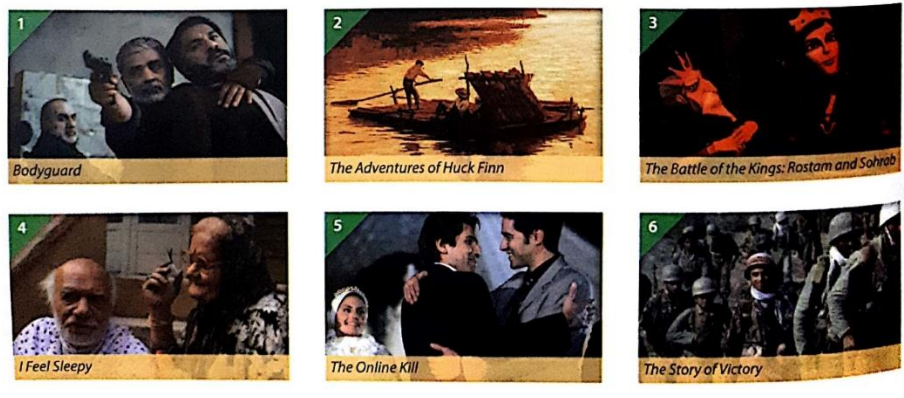 1
Bodyguard
2
The Adventures of Huck Finn
3
The Battle of the Kings: Rostam and Sohrab
4
I Feel Sleepy
5
The Online Kill
6
The Story of Victory